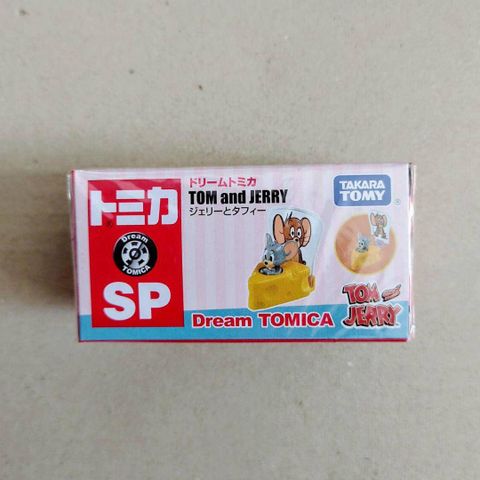 トミカ
Dream
TOMICA
SP
ドリームトミカ
TOM and JERRY
ジェリーとタフィー
Dream TOMICA
TAKARA
TOMY
®
TOM and
JERRY